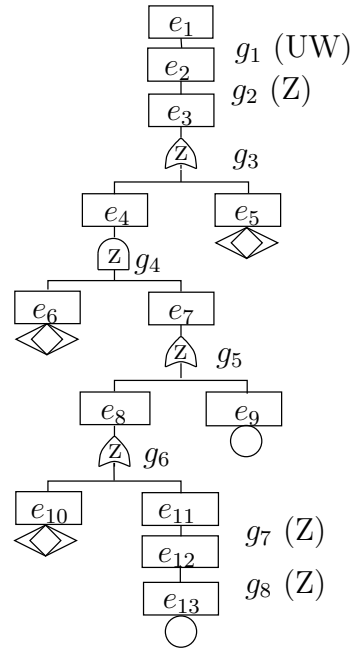 e₁
g₁ (UW)
e₂
g₂ (Z)
e₃
Z g₃
e₄ e₅
Z g₄
e₆ e₇
Z g₅
e₈ e₉
Z g₆
e₁₀ e₁₁
g₇ (Z)
e₁₂
g₈ (Z)
e₁₃